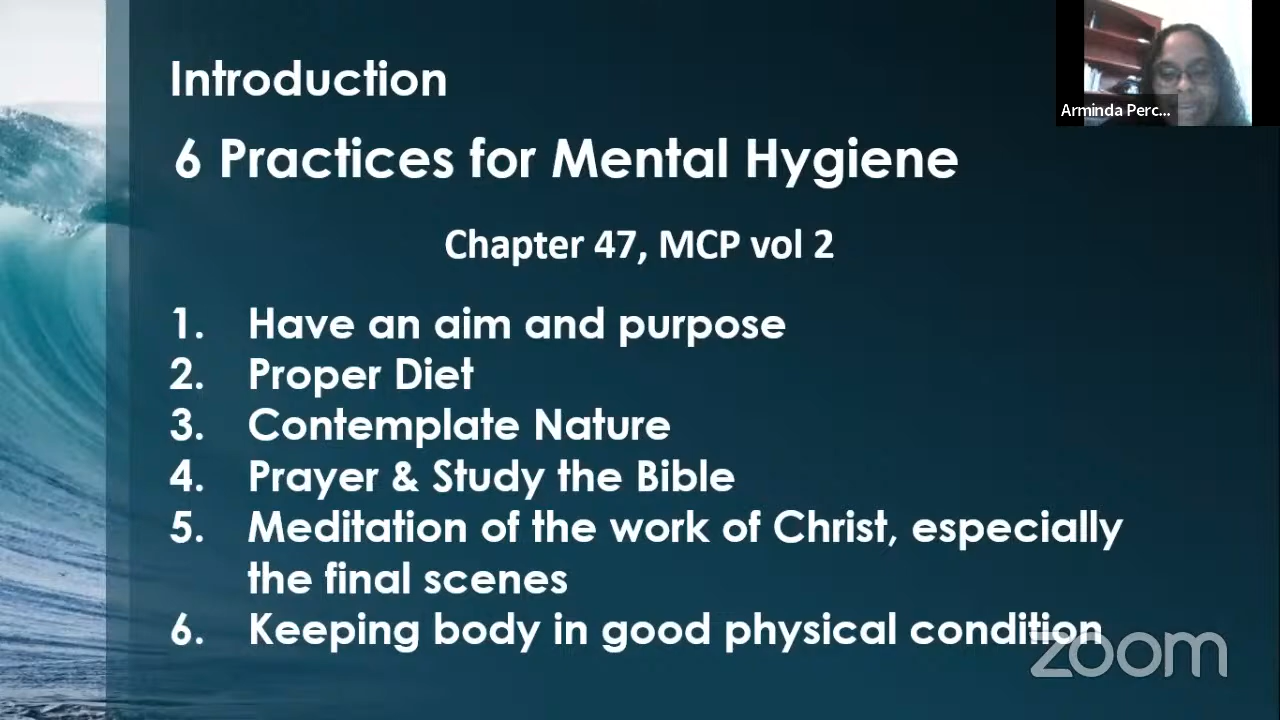 Introduction
Arminda Perc...
6 Practices for Mental Hygiene
Chapter 47, MCP vol 2
1. Have an aim and purpose
2. Proper Diet
3. Contemplate Nature
4. Prayer & Study the Bible
5. Meditation of the work of Christ, especially
the final scenes
6. Keeping body in good physical condition
zoom